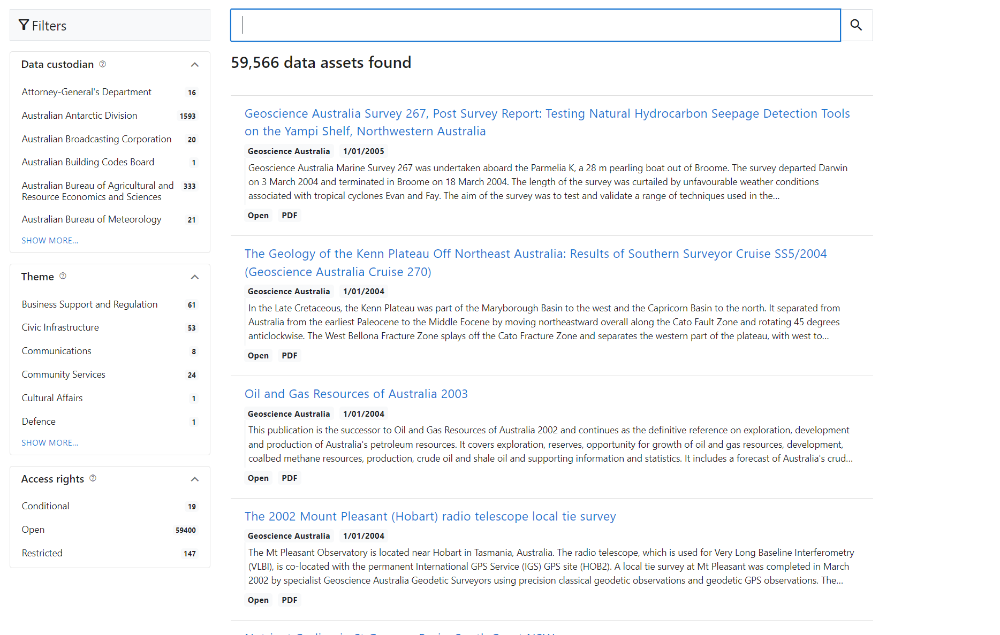 Filters
Data custodian
Attorney-General's Department 16
Australian Antarctic Division 1593
Australian Broadcasting Corporation 20
Australian Building Codes Board 1
Australian Bureau of Agricultural and 333
Resource Economics and Sciences
Australian Bureau of Meteorology 21
SHOW MORE...
Theme
Business Support and Regulation 61
Civic Infrastructure 53
Communications 8
Community Services 24
Cultural Affairs 1
Defence 1
SHOW MORE...
Access rights
Conditional 19
Open 59400
Restricted 147
59,566 data assets found
Geoscience Australia Survey 267, Post Survey Report: Testing Natural Hydrocarbon Seepage Detection Tools
on the Yampi Shelf, Northwestern Australia
Geoscience Australia 1/01/2005
Geoscience Australia Marine Survey 267 was undertaken aboard the Parmelia K, a 28 m pearling boat out of Broome. The survey departed Darwin
on 3 March 2004 and terminated in Broome on 18 March 2004. The length of the survey was curtailed by unfavourable weather conditions
associated with tropical cyclones Evan and Fay. The aim of the survey was to test and validate a range of techniques used in the...
Open PDF
The Geology of the Kenn Plateau Off Northeast Australia: Results of Southern Surveyor Cruise SS5/2004
(Geoscience Australia Cruise 270)
Geoscience Australia 1/01/2004
In the Late Cretaceous, the Kenn Plateau was part of the Maryborough Basin to the west and the Capricorn Basin to the north. It separated from
Australia from the earliest Paleocene to the Middle Eocene by moving northeastward overall along the Cato Fault Zone and rotating 45 degrees
anticlockwise. The West Bellona Fracture Zone splays off the Cato Fracture Zone and separates the western part of the plateau, with west to...
Open PDF
Oil and Gas Resources of Australia 2003
Geoscience Australia 1/01/2004
This publication is the successor to Oil and Gas Resources of Australia 2002 and continues as the definitive reference on exploration, development
and production of Australia's petroleum resources. It covers exploration, reserves, opportunity for growth of oil and gas resources, development,
coalbed methane resources, production, crude oil and shale oil and supporting information and statistics. It includes a forecast of Australia's crud...
Open PDF
The 2002 Mount Pleasant (Hobart) radio telescope local tie survey
Geoscience Australia 1/01/2004
The Mt Pleasant Observatory is located near Hobart in Tasmania, Australia. The radio telescope, which is used for Very Long Baseline Interferometry
(VLBI), is co-located with the permanent International GPS Service (IGS) GPS site (HOB2). A local tie survey at Mt Pleasant was completed in March
2002 by specialist Geoscience Australia Geodetic Surveyors using precision classical geodetic observations and geodetic GPS observations. The...
Open PDF